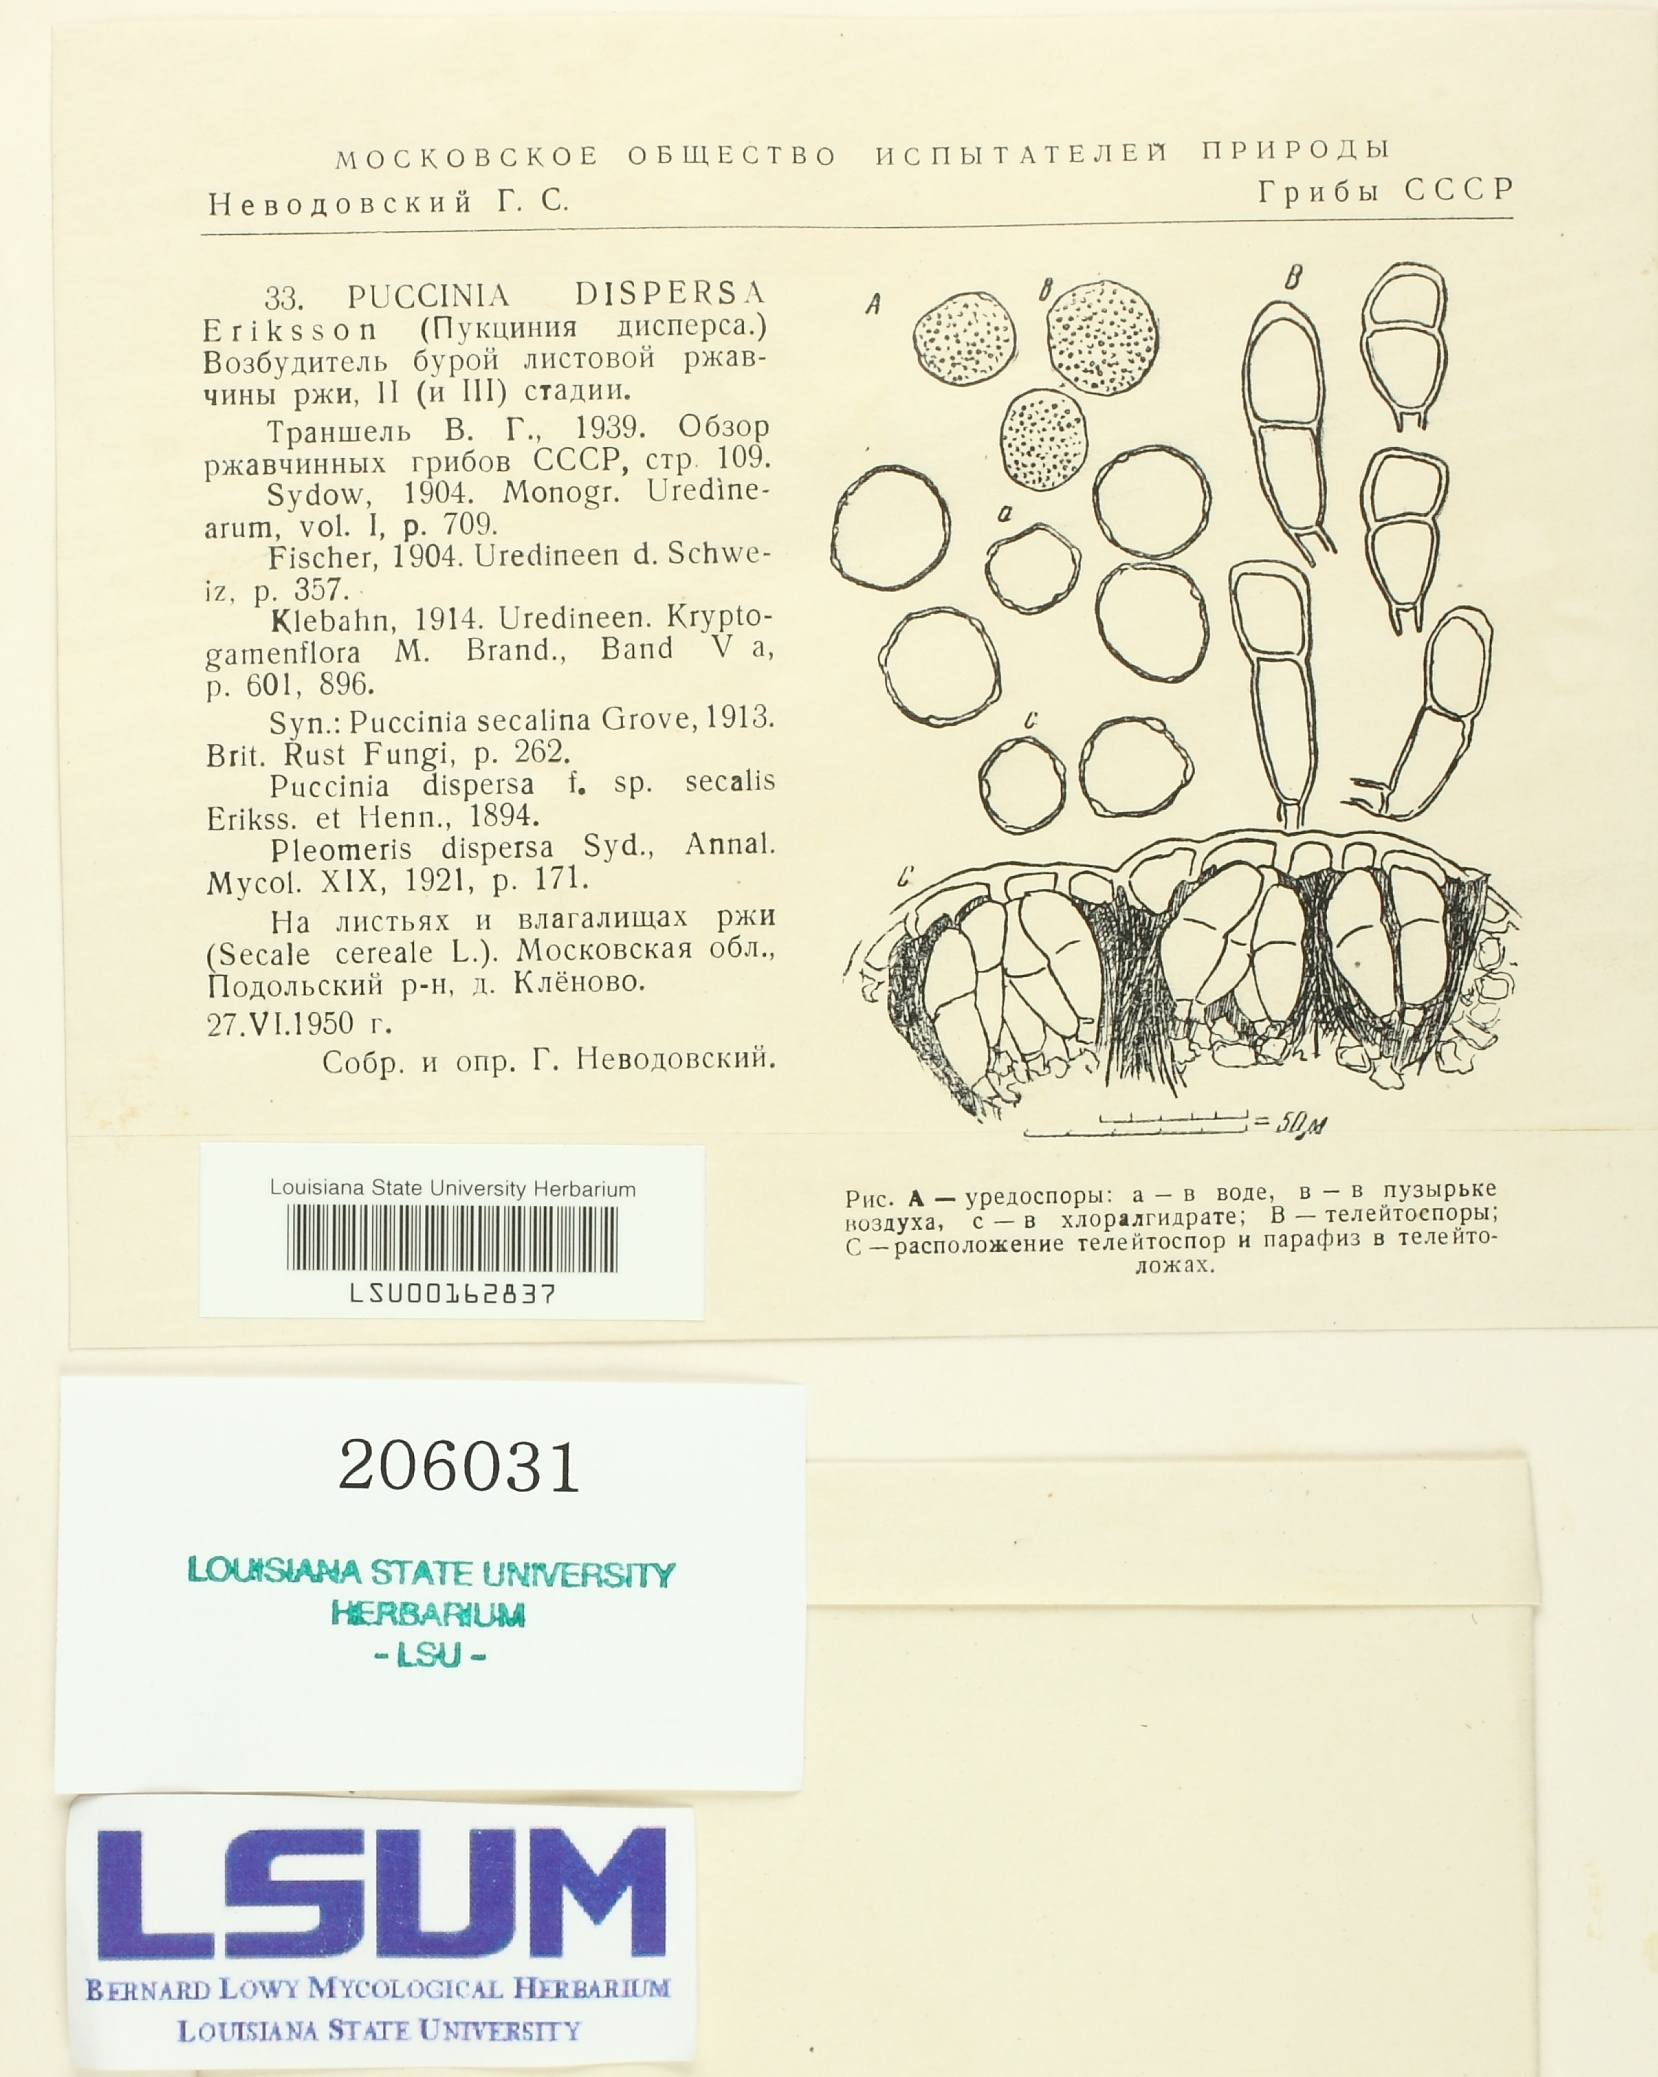 МОСКОВСКОЕ ОБЩЕСТВО ИСПЫТАТЕЛЕЙ ПРИРОДЫ
Неводовский Г. С.
Грибы СССР
33. PUCCINIA DISPERSA
Eriksson (Пукциния дисперса.)
Возбудитель бурой листовой ржав-
чины ржи, II (и III) стадии.
Траншель В. Г., 1939. Обзор
ржавчинных грибов СССР, стр. 109.
Sydow, 1904. Monogr. Uredine-
arum, vol. I, p. 709.
Fischer, 1904. Uredineen d. Schwe-
iz, p. 357.
Klebahn, 1914. Uredineen. Krypto-
gamenflora M. Brand., Band V a,
p. 601, 896.
Syn.: Puccinia secalina Grove, 1913.
Brit. Rust Fungi, p. 262.
Puccinia dispersa f. sp. secalis
Erikss. et Henn., 1894.
Pleomeris dispersa Syd., Annal.
Mycol. XIX, 1921, p. 171.
На листьях и влагалищах ржи
(Secale cereale L.). Московская обл.,
Подольский р-н, д. Клёново.
27.VI.1950 г.
Собр. и опр. Г. Неводовский.
A
в
B
a
c
C
= 50 μ
Рис. А — уредоспоры: а — в воде, в — в пузырьке
воздуха, с — в хлоралгидрате; В — телейтоспоры;
С — расположение телейтоспор и парафиз в телейто-
ложах.
Louisiana State University Herbarium
LSU00162837
206031
LOUISIANA STATE UNIVERSITY
HERBARIUM
- LSU -
LSUM
BERNARD LOWY MYCOLOGICAL HERBARIUM
LOUISIANA STATE UNIVERSITY